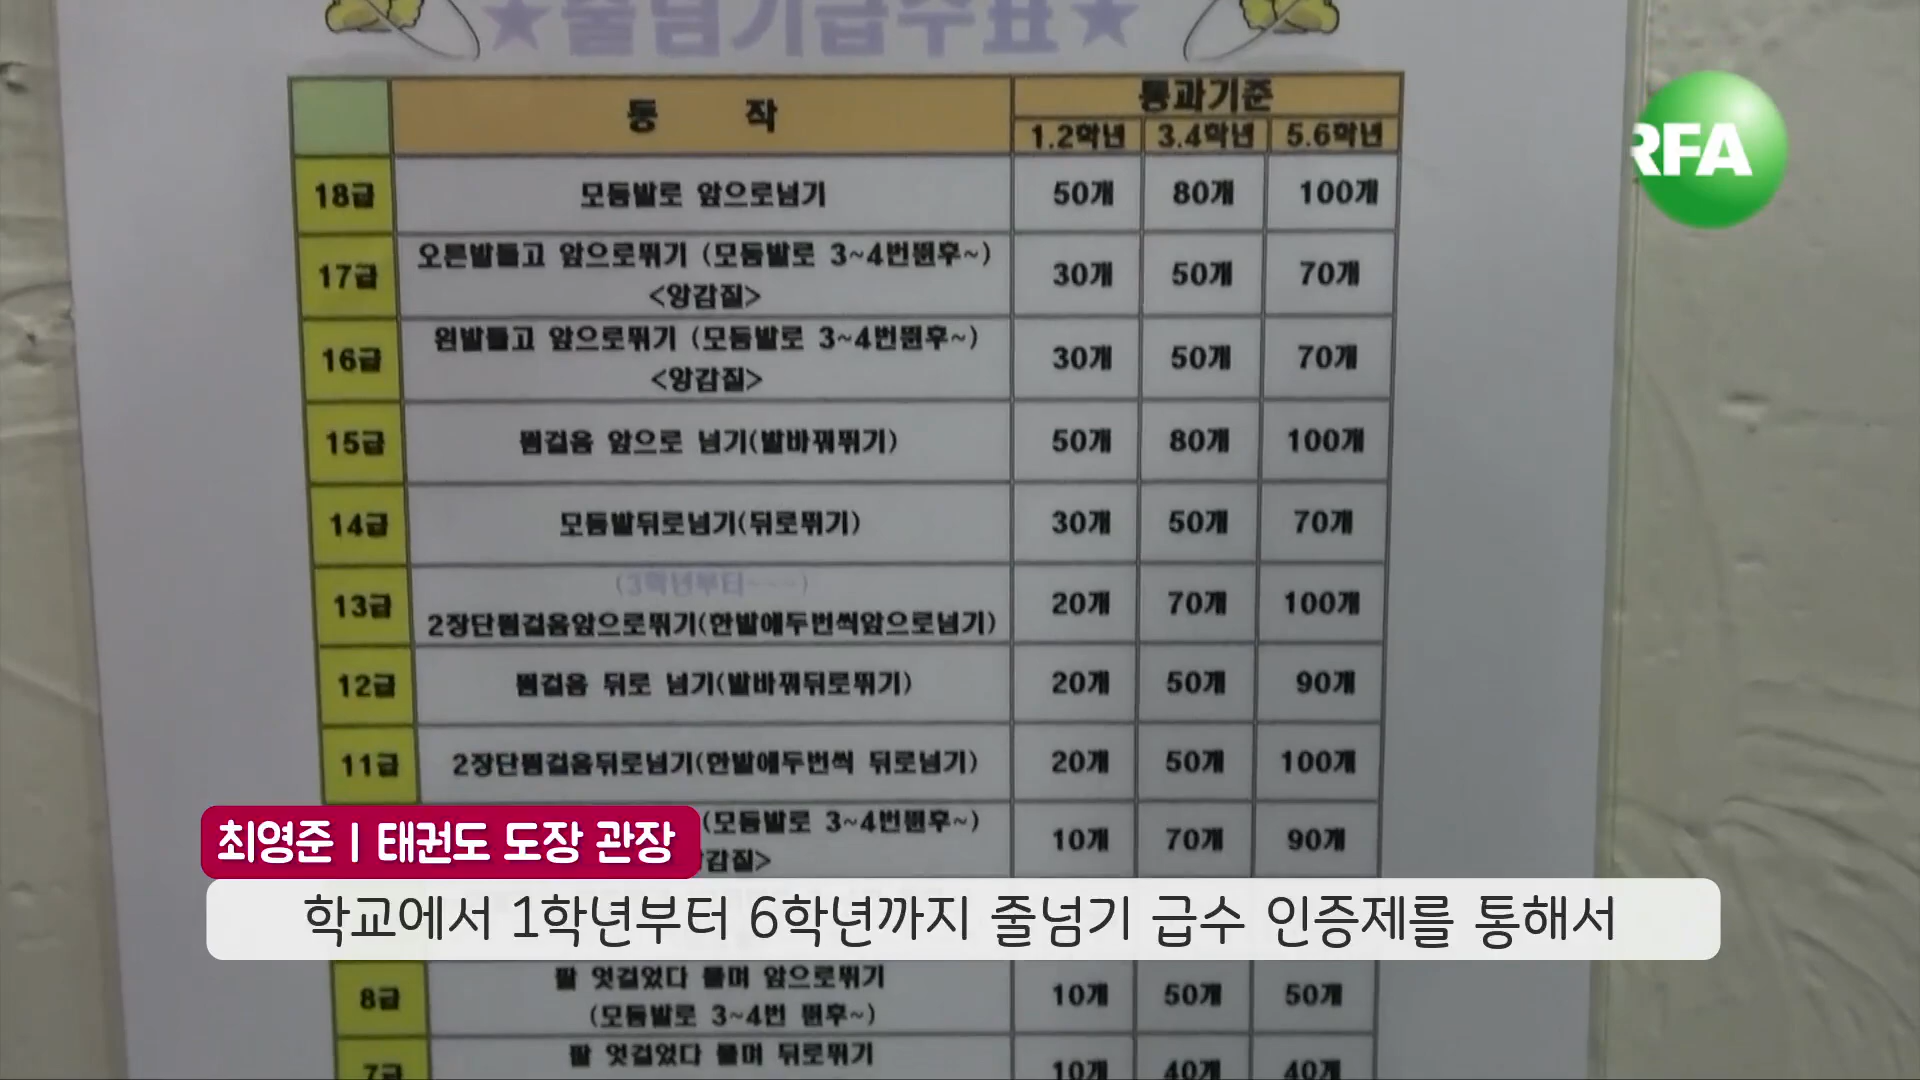 ★줄넘기급수표★
동 작 통과기준
1.2학년 3.4학년 5.6학년
18급 모둠발로 앞으로넘기 50개 80개 100개
17급 오른발들고 앞으로뛰기 (모둠발로 3~4번뛴후~) 30개 50개 70개
<앙감질>
16급 왼발들고 앞으로뛰기 (모둠발로 3~4번뛴후~) 30개 50개 70개
<앙감질>
15급 뜀걸음 앞으로 넘기(발바꿔뛰기) 50개 80개 100개
14급 모둠발뒤로넘기(뒤로뛰기) 30개 50개 70개
(3학년부터~~~)
13급 2장단뜀걸음앞으로뛰기(한발에두번씩앞으로넘기) 20개 70개 100개
12급 뜀걸음 뒤로 넘기(발바꿔뒤로뛰기) 20개 50개 90개
11급 2장단뜀걸음뒤로넘기(한발에두번씩 뒤로넘기) 20개 50개 100개
(모둠발로 3~4번뛴후~) 10개 70개 90개
감질>
8급 팔 엇걸었다 풀며 앞으로뛰기 10개 50개 50개
(모둠발로 3~4번 뛴후~)
7급 팔 엇걸었다 풀며 뒤로뛰기 10개 40개 40개
RFA
최영준 | 태권도 도장 관장
학교에서 1학년부터 6학년까지 줄넘기 급수 인증제를 통해서